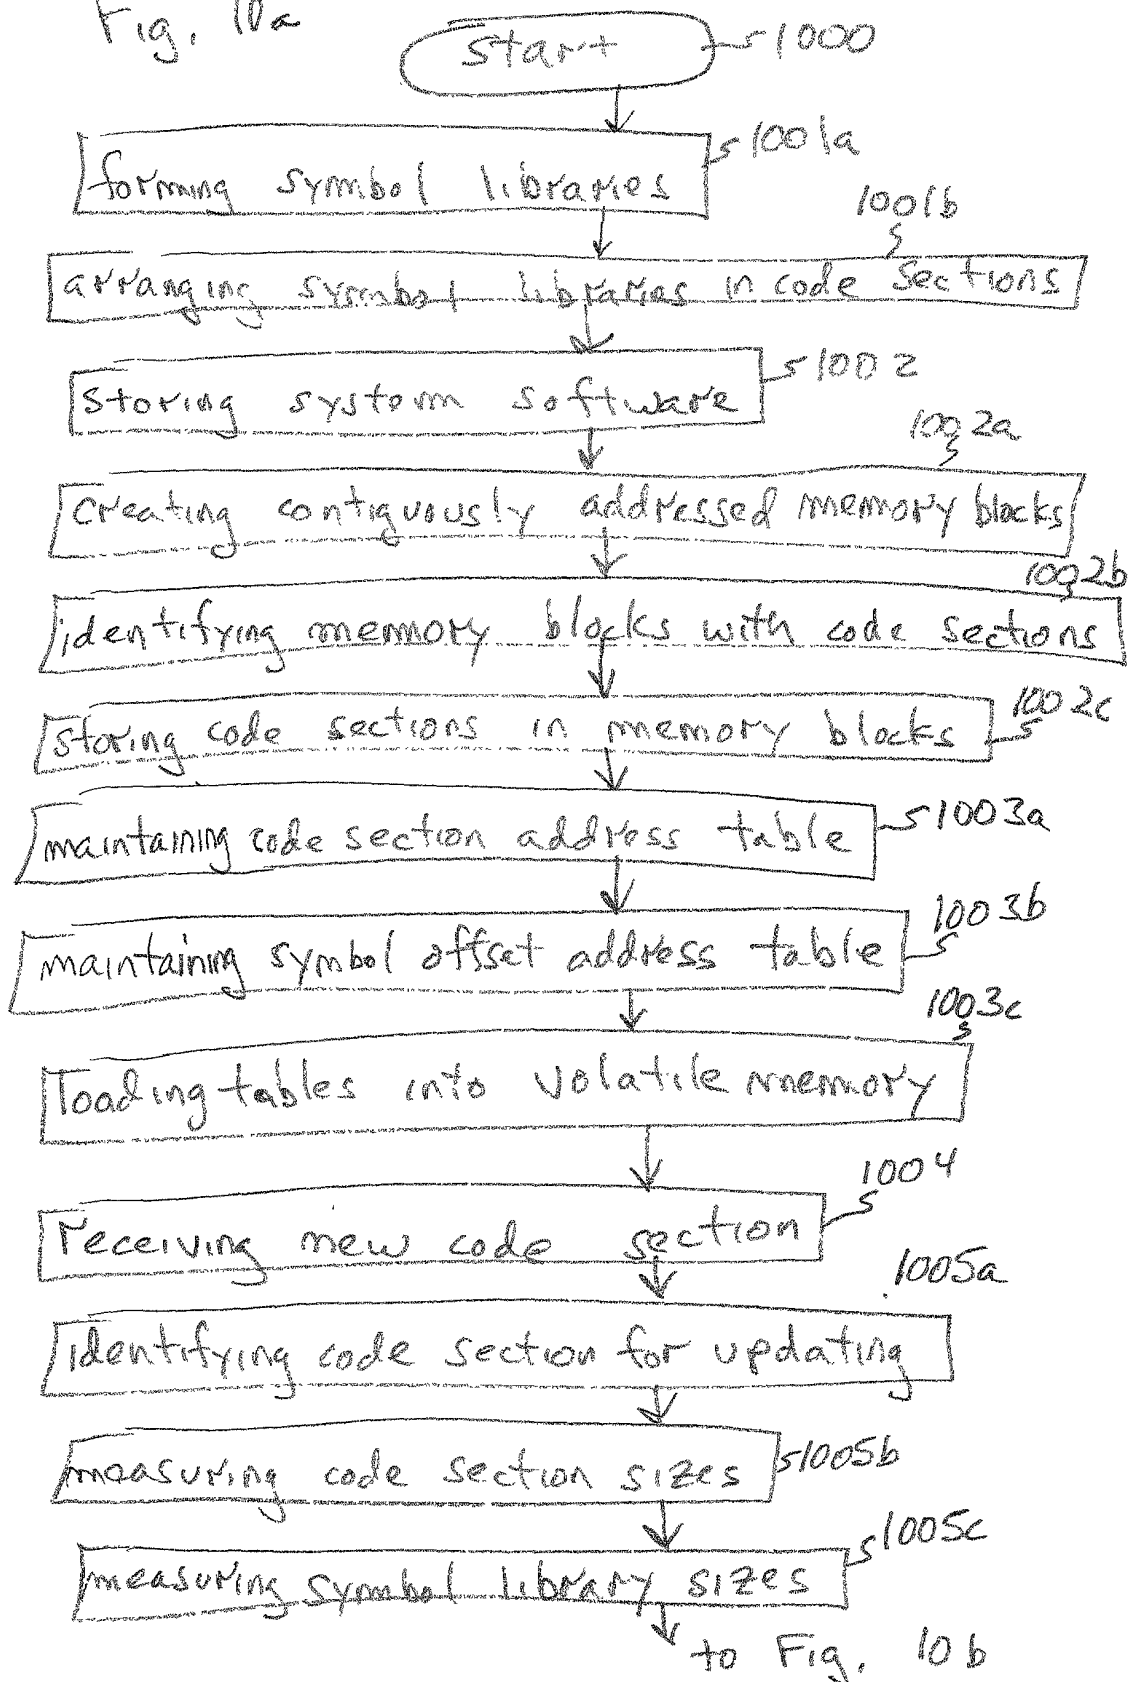 Fig. 10a
Start 1000
forming symbol libraries 1001a
1001b
arranging symbol libraries in code sections
Storing system software 1002
1002a
Creating contiguously addressed memory blocks
1002b
identifying memory blocks with code sections
storing code sections in memory blocks 1002c
maintaining code section address table 1003a
maintaining symbol offset address table 1003b
1003c
loading tables into volatile memory
1004
receiving new code section
1005a
identifying code section for updating
measuring code section sizes 1005b
measuring symbol library sizes 1005c
to Fig. 10b